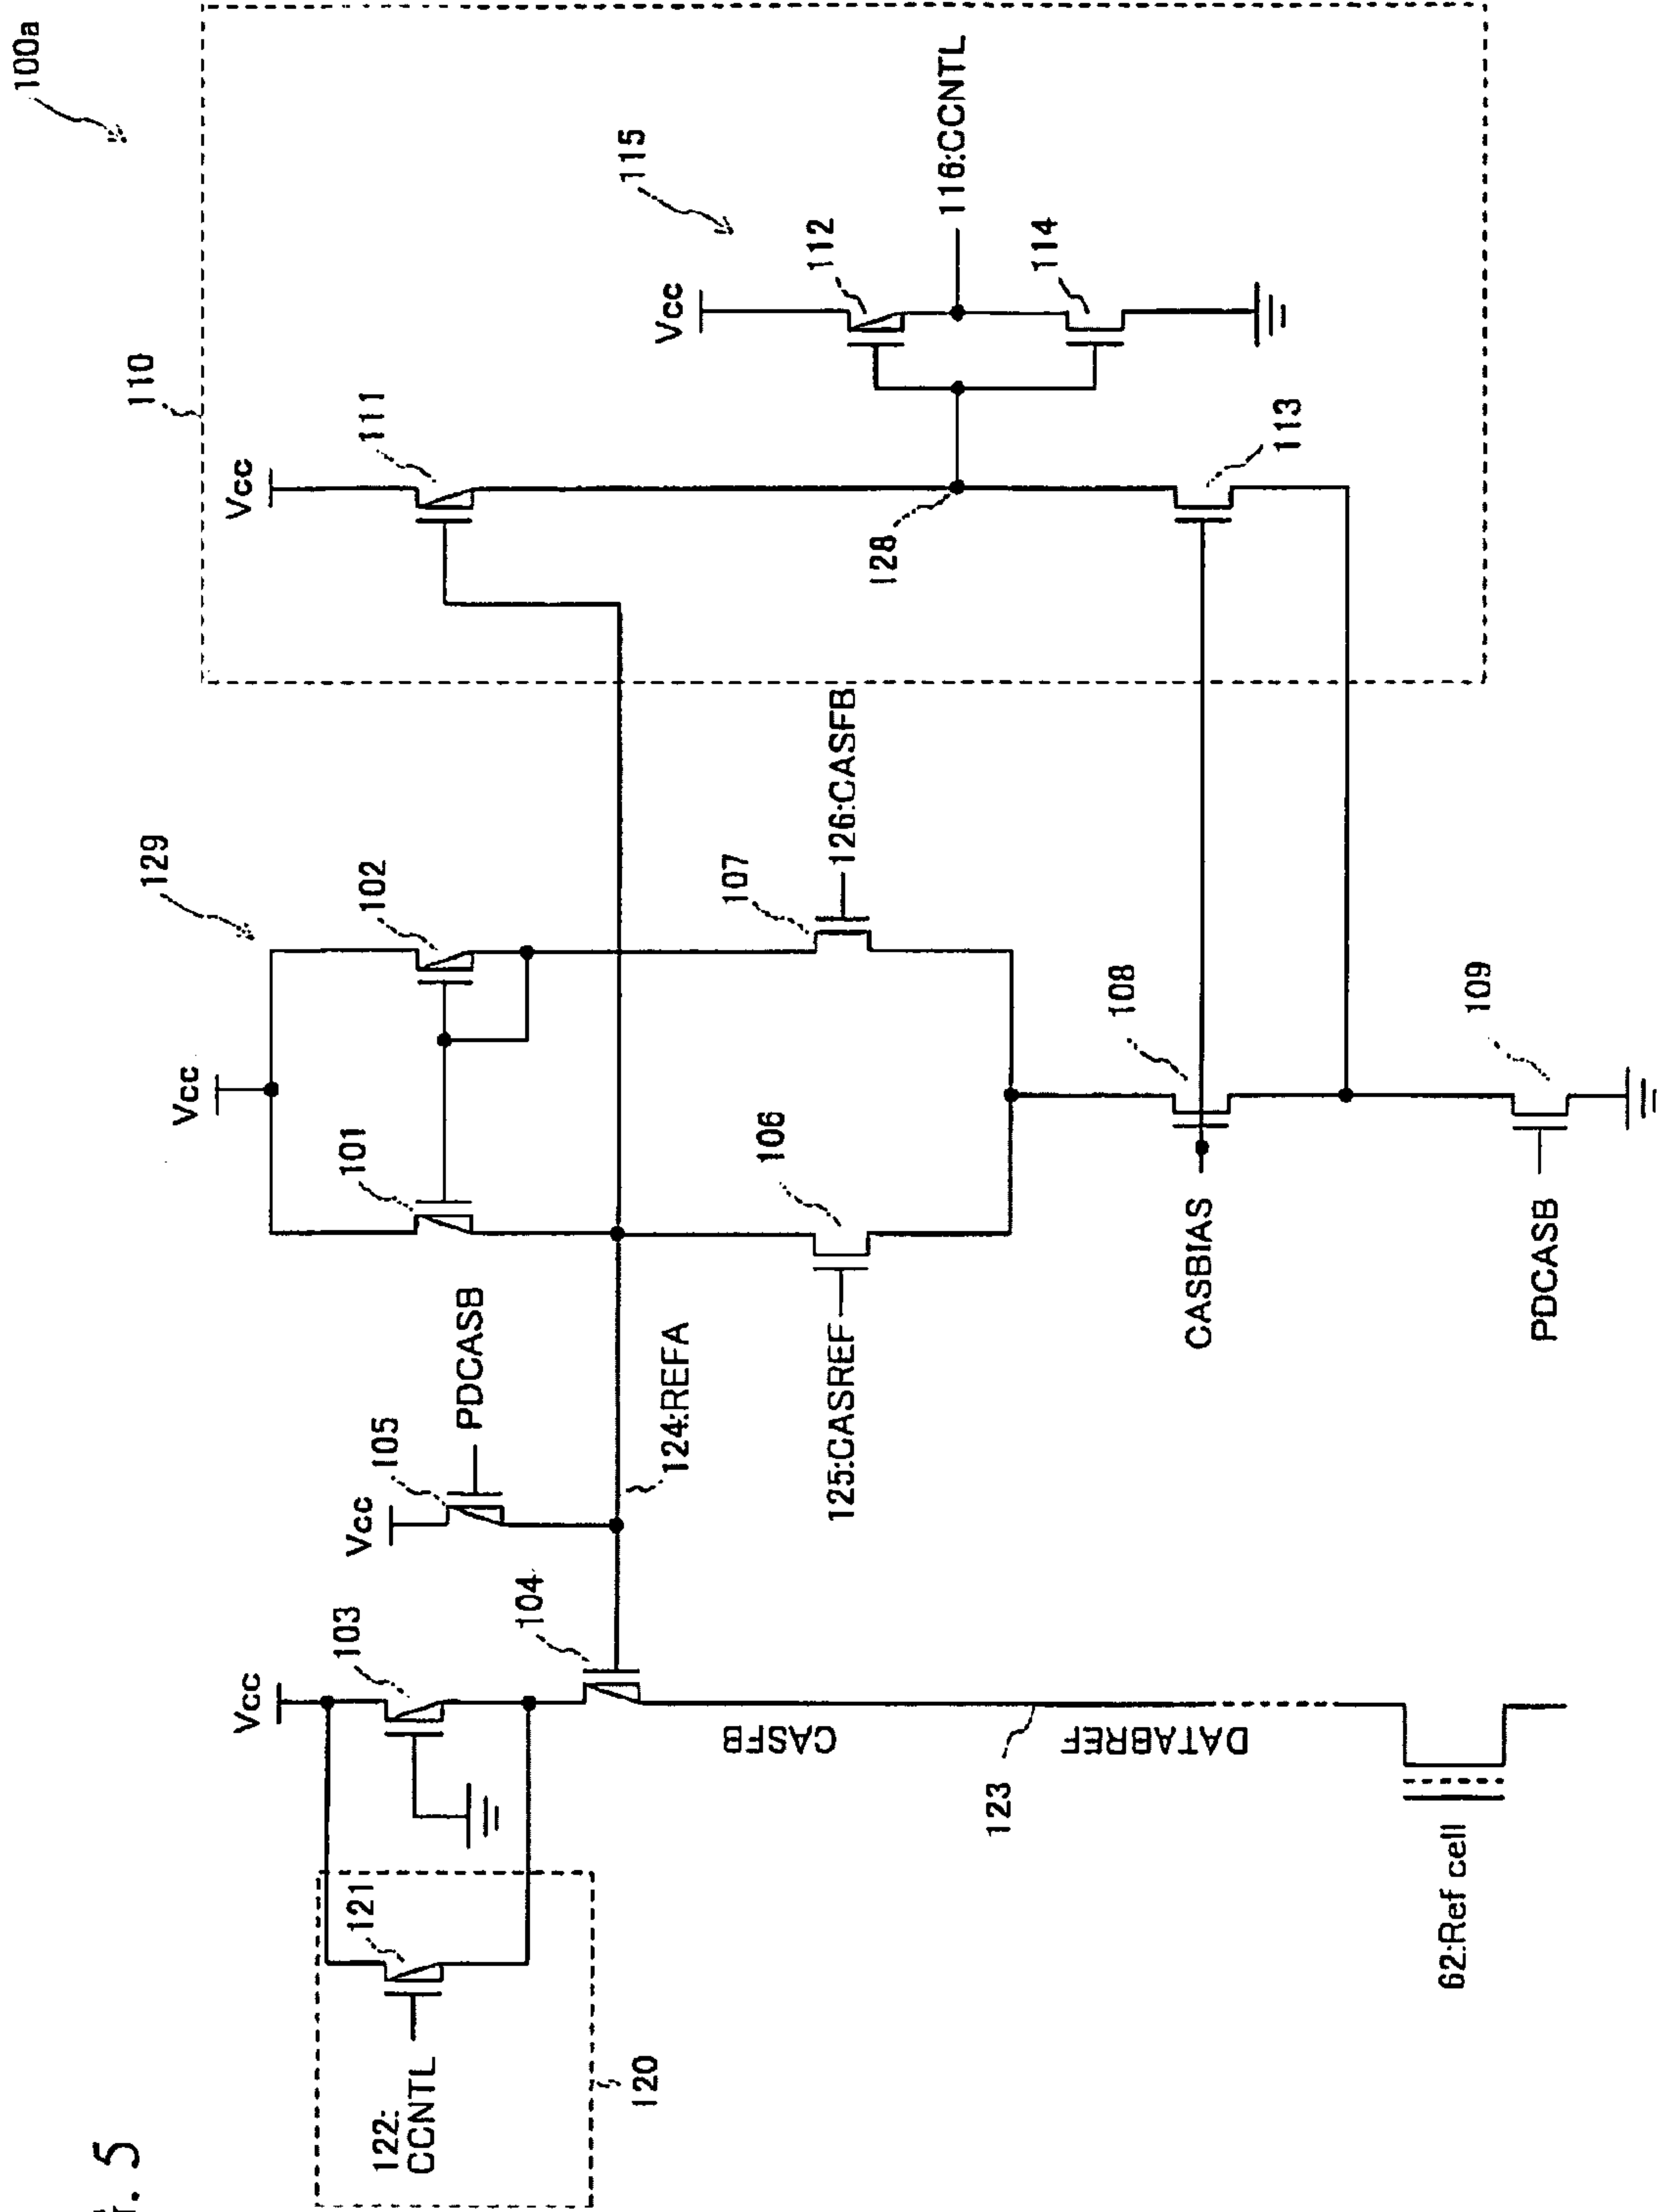 100a
110
115
Vcc
112
116:CCNTL
114
Vcc
111
128
113
129
Vcc
101
102
106
107
126:CASFB
125:CASREF
108
CASBIAS
109
PDCASB
Vcc
105
PDCASB
124:REFA
Vcc
103
104
CASFB
DATABREF
123
62:Ref cell
121
122:
CCNTL
120
5